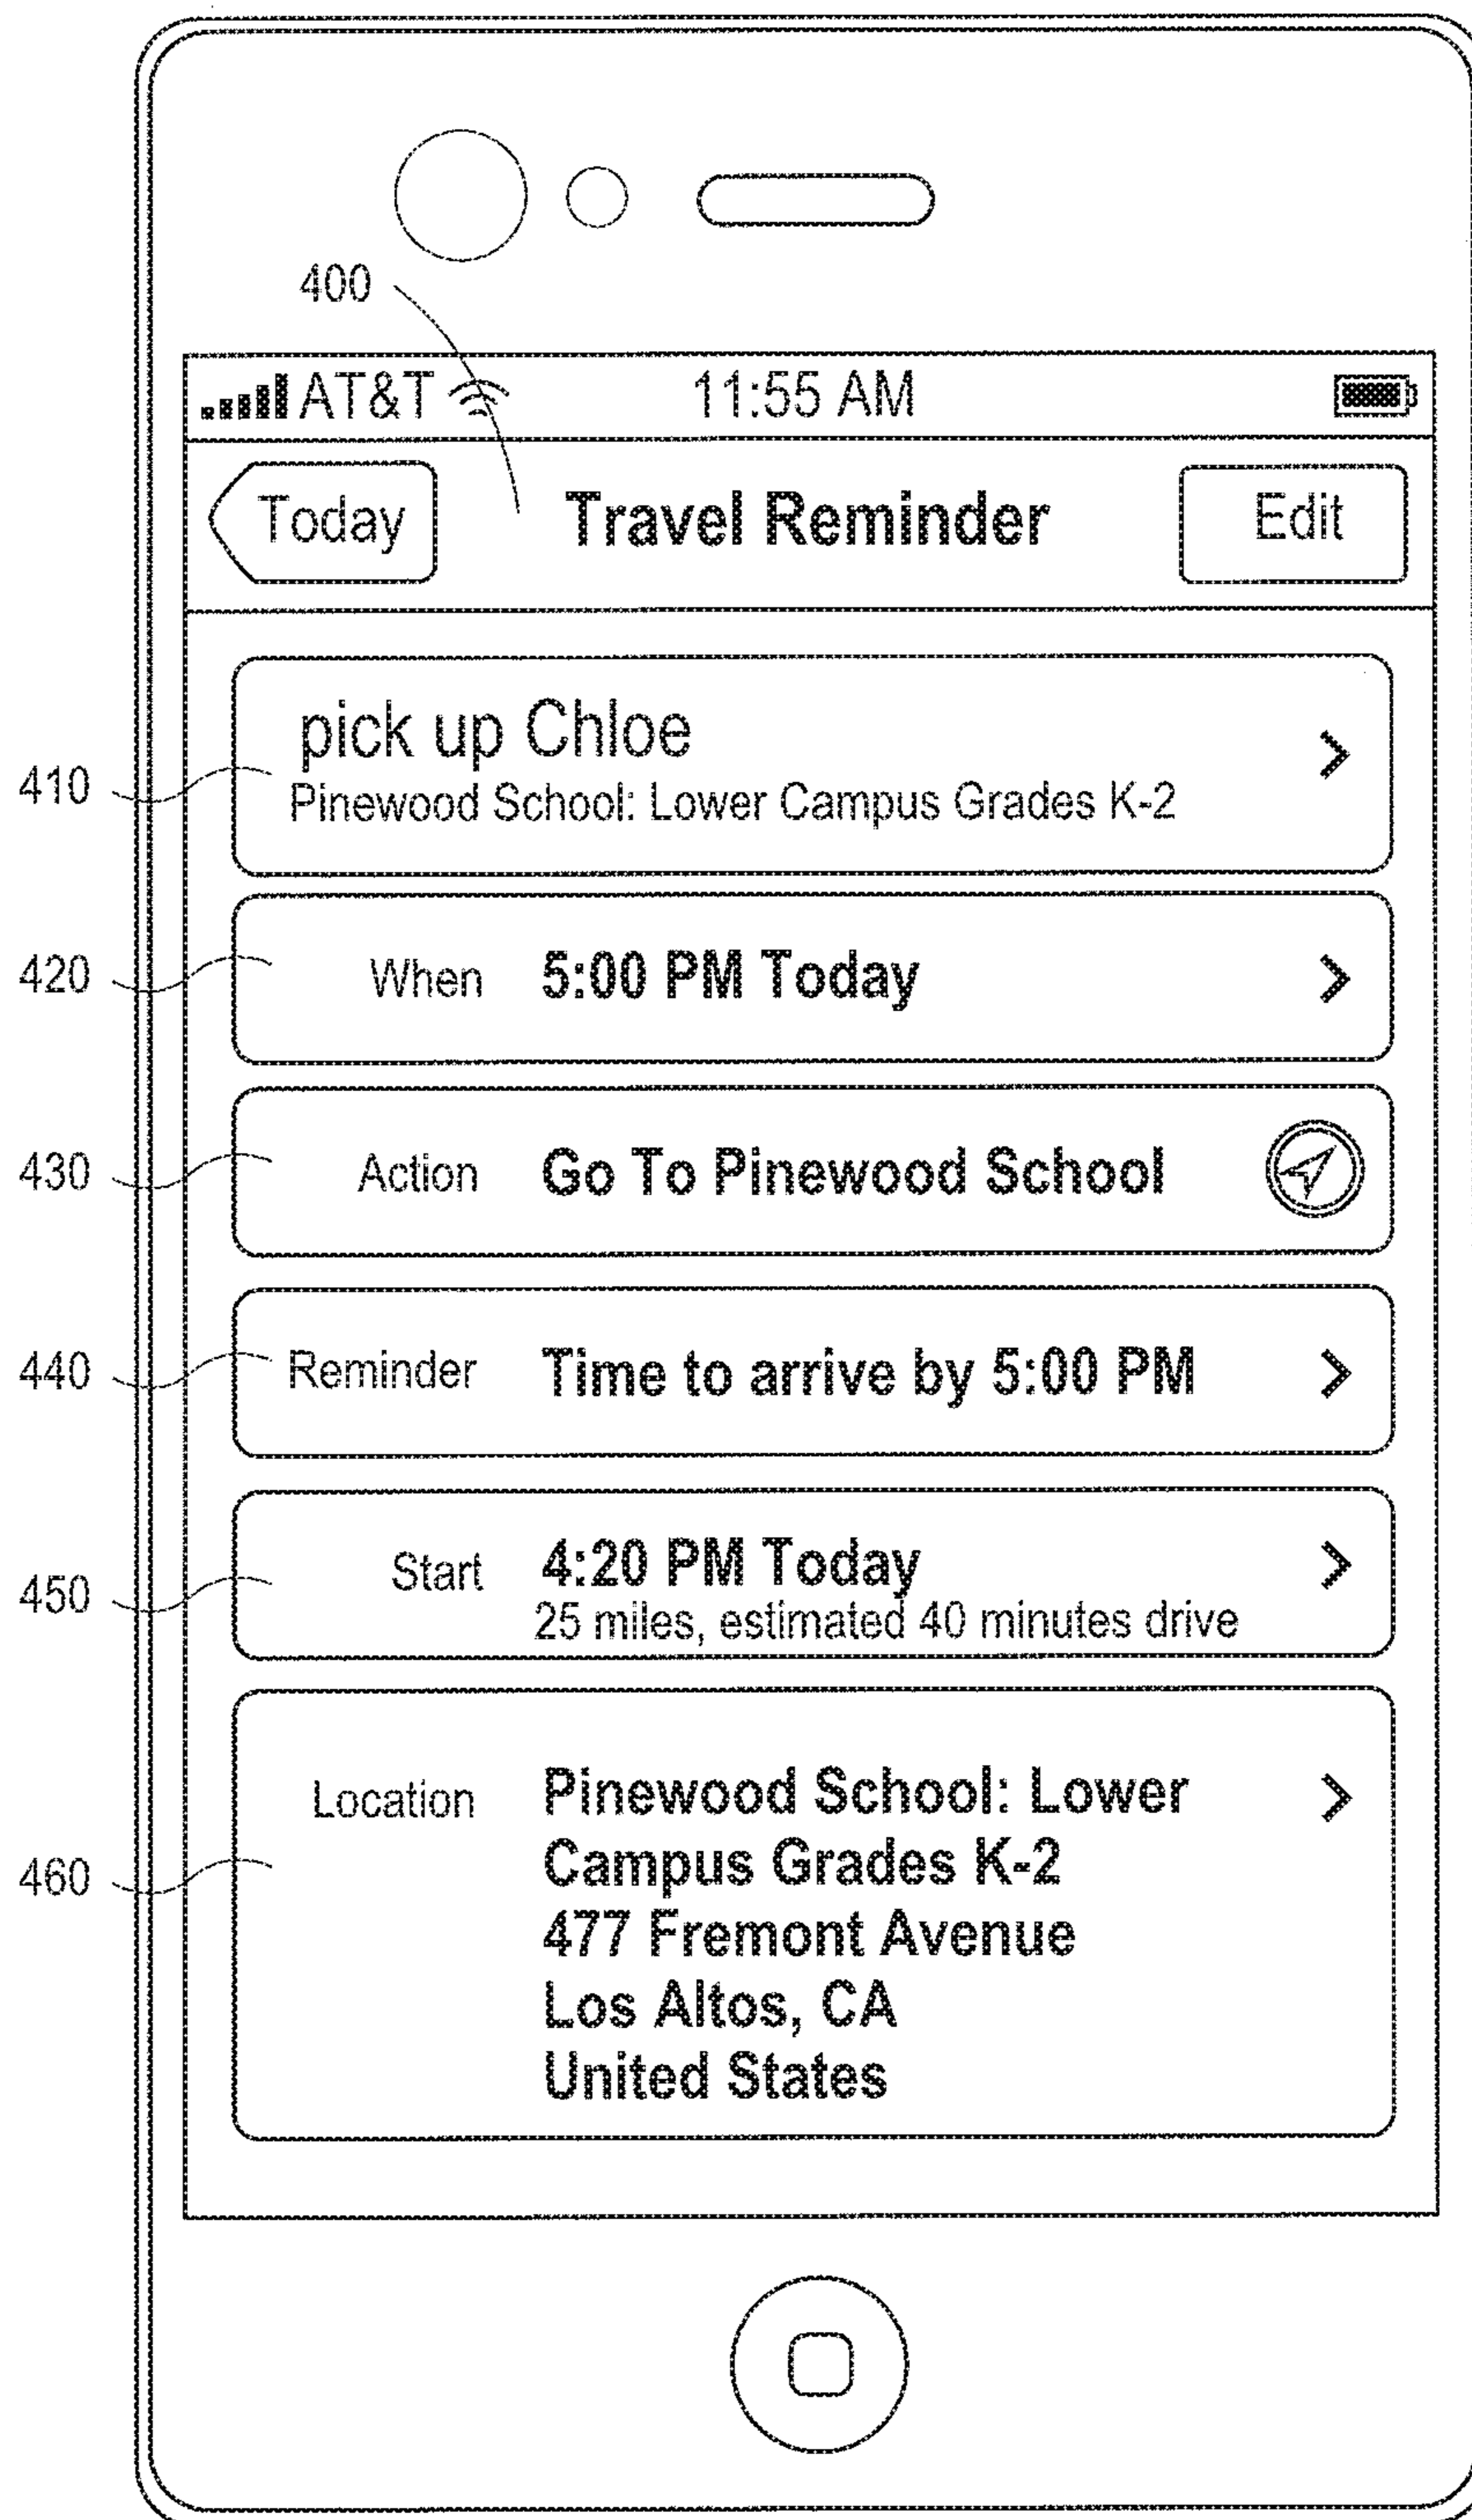 400
AT&T 11:55 AM
Today Travel Reminder Edit
pick up Chloe
410
Pinewood School: Lower Campus Grades K-2
420 When 5:00 PM Today
430 Action Go To Pinewood School
440 Reminder Time to arrive by 5:00 PM
450 Start 4:20 PM Today
25 miles, estimated 40 minutes drive
Location Pinewood School: Lower
460 Campus Grades K-2
477 Fremont Avenue
Los Altos, CA
United States